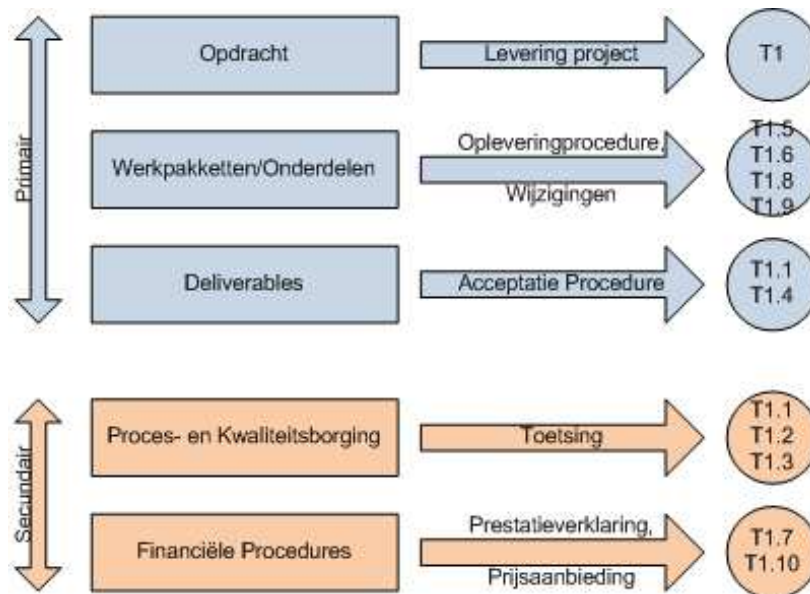 Primair
Opdracht
Levering project
T1
Werkpakketten/Onderdelen
Opleveringprocedure,
Wijzigingen
T1.5
T1.6
T1.8
T1.9
Deliverables
Acceptatie Procedure
T1.1
T1.4
Secundair
Proces- en Kwaliteitsborging
Toetsing
T1.1
T1.2
T1.3
Financiële Procedures
Prestatieverklaring,
Prijsaanbieding
T1.7
T1.10